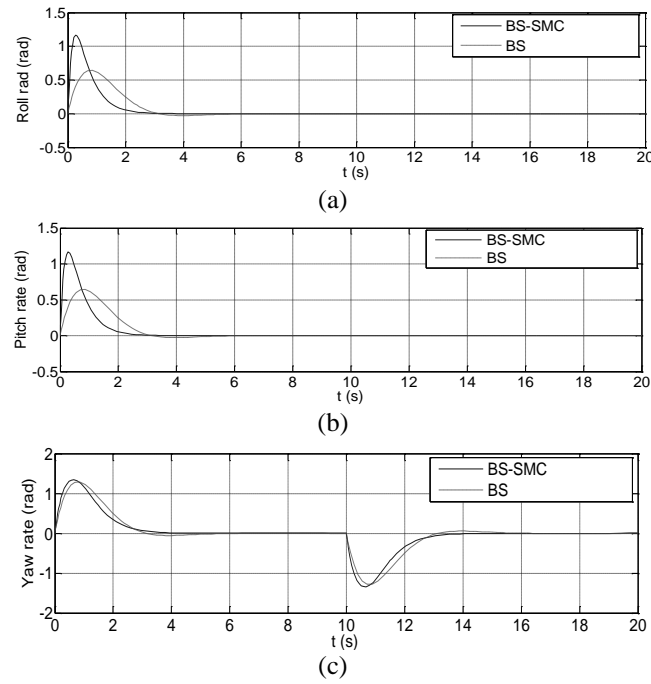 1.5
1
0.5
0
-0.5
Roll rad (rad)
BS-SMC
BS
0 2 4 6 8 10 12 14 16 18 20
t (s)
(a)
1.5
1
0.5
0
-0.5
Pitch rate (rad)
BS-SMC
BS
0 2 4 6 8 10 12 14 16 18 20
t (s)
(b)
2
1
0
-1
-2
Yaw rate (rad)
BS-SMC
BS
0 2 4 6 8 10 12 14 16 18 20
t (s)
(c)